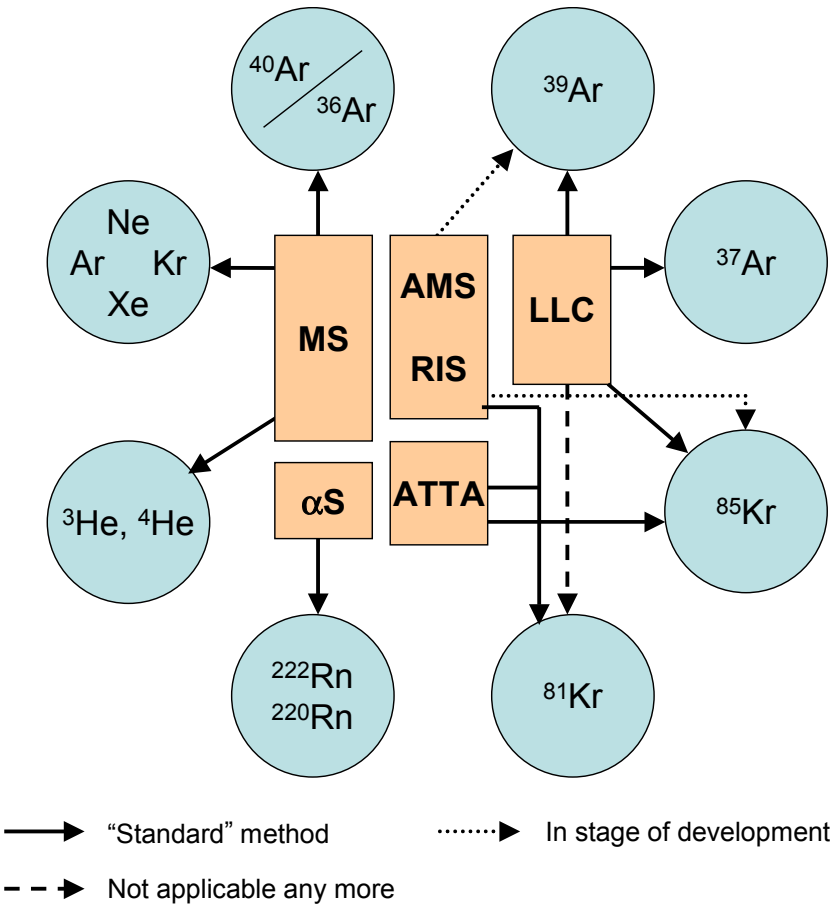 ⁴⁰Ar
³⁶Ar
³⁹Ar
Ne
Ar Kr
Xe
³⁷Ar
MS
AMS
RIS
LLC
³He, ⁴He
αS
ATTA
⁸⁵Kr
²²²Rn
²²⁰Rn
⁸¹Kr
“Standard” method
In stage of development
Not applicable any more